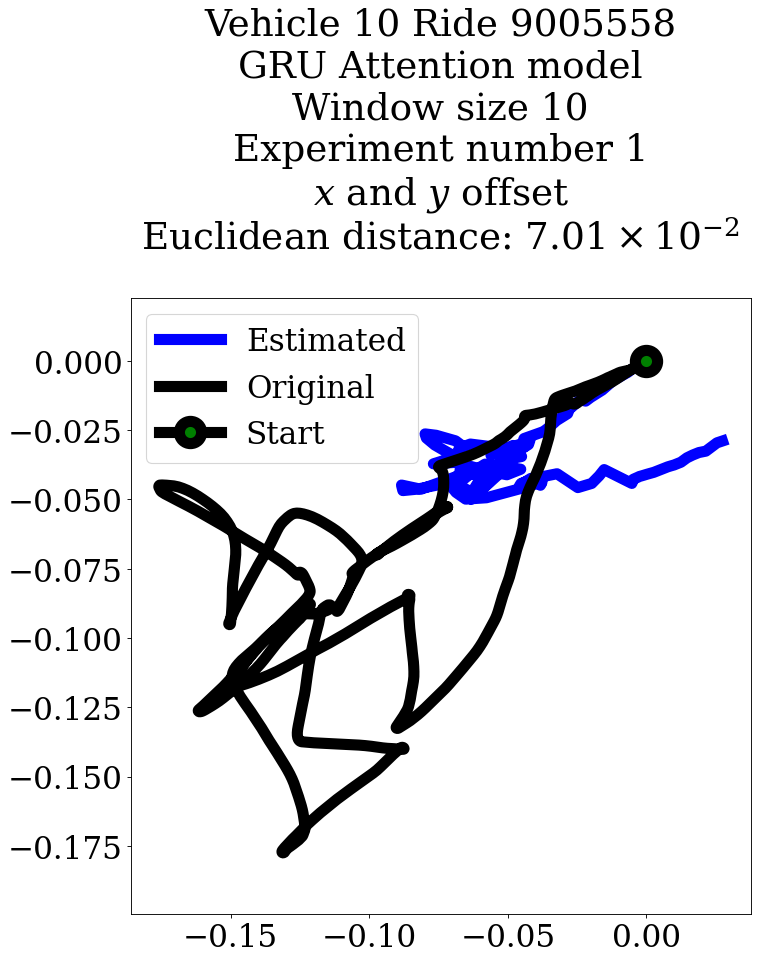 Vehicle 10 Ride 9005558
GRU Attention model
Window size 10
Experiment number 1
x and y offset
Euclidean distance: 7.01 × 10⁻²
Estimated
Original
Start
0.000
−0.025
−0.050
−0.075
−0.100
−0.125
−0.150
−0.175
−0.15 −0.10 −0.05 0.00